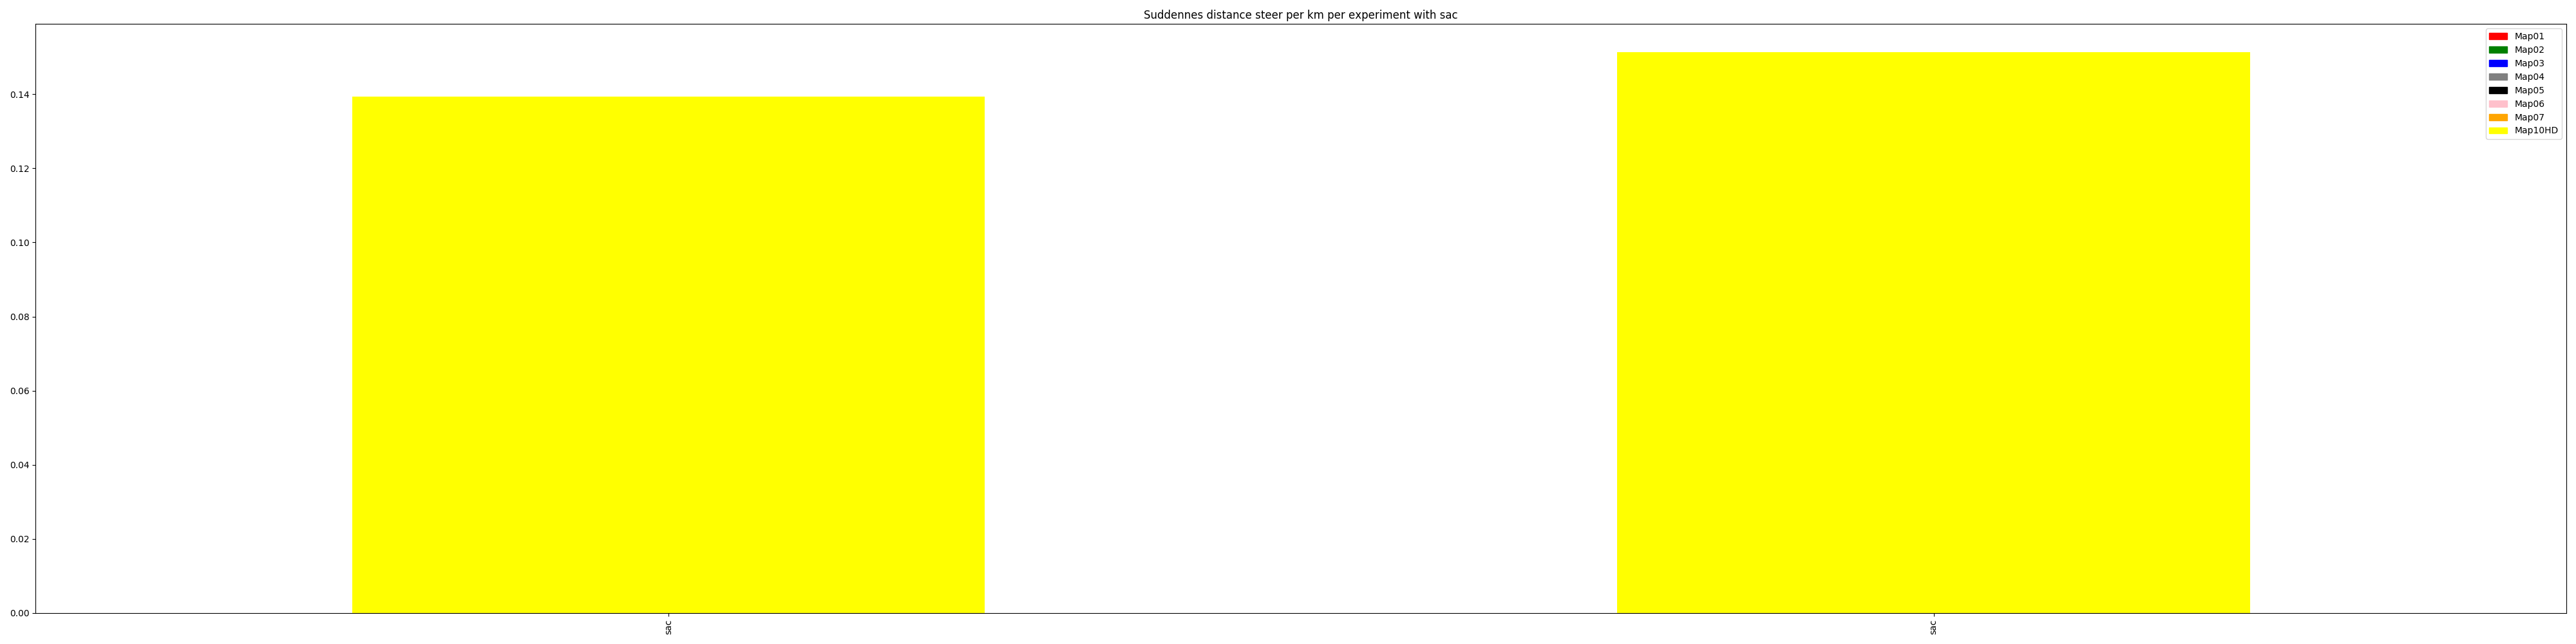 Suddennes distance steer per km per experiment with sac
Map01
Map02
Map03
Map04
Map05
Map06
Map07
Map10HD
0.14
0.12
0.10
0.08
0.06
0.04
0.02
0.00
sac
sac